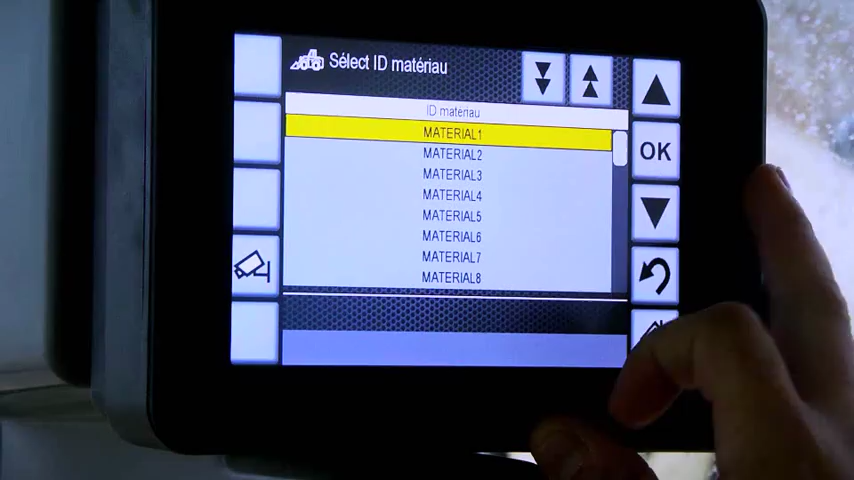 Sélect ID matériau
ID matériau
MATERIAL1
MATERIAL2
MATERIAL3
MATERIAL4
MATERIAL5
MATERIAL6
MATERIAL7
MATERIAL8
OK